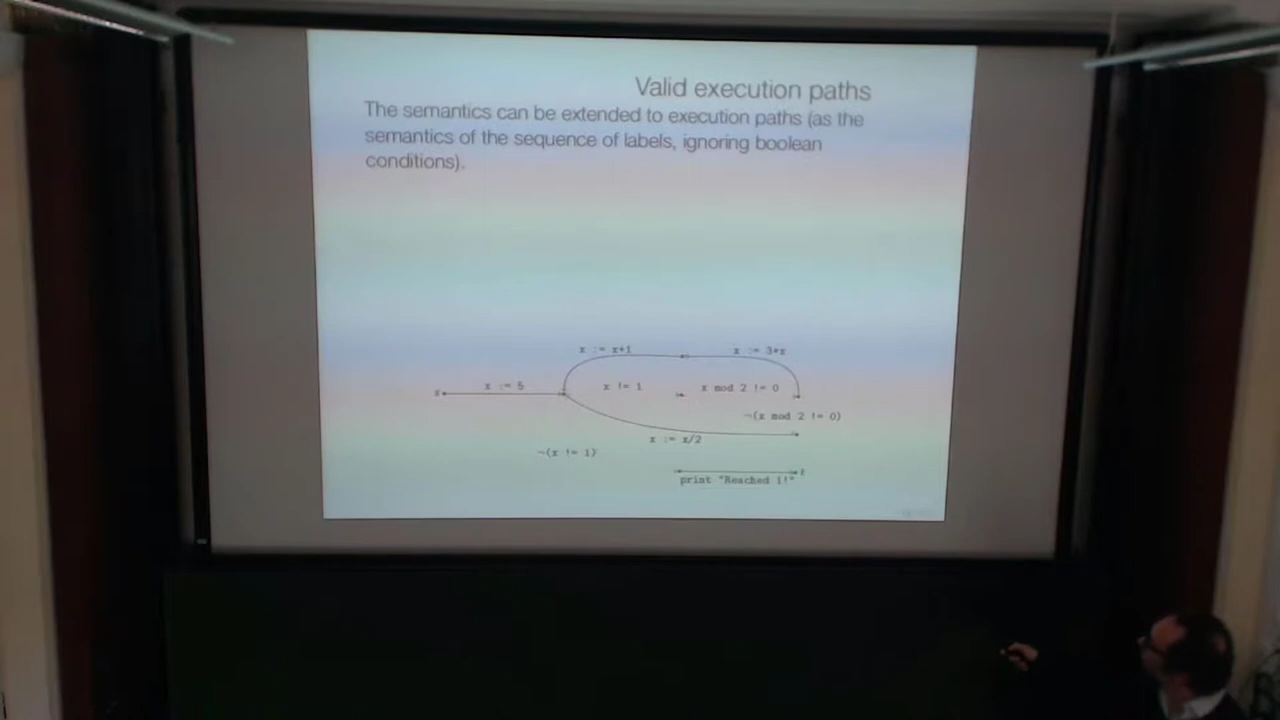 Valid execution paths
The semantics can be extended to execution paths (as the
semantics of the sequence of labels, ignoring boolean
conditions).
x := x+1
x := 3*x
x := 5
x != 1
x mod 2 != 0
¬(x mod 2 != 0)
x := x/2
¬(x != 1)
print "Reached 1!"